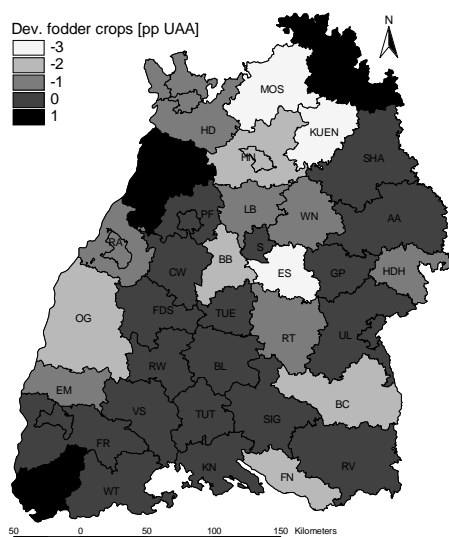 Dev. fodder crops [pp UAA]
-3
-2
-1
0
1
N
MOS
HD
KUEN
HN
SHA
PF
LB
WN
AA
RA
S
CW
BB
ES
GP
HDH
OG
FDS
TUE
RT
UL
RW
BL
EM
BC
VS
TUT
SIG
FR
KN
FN
RV
WT
50 0 50 100 150 Kilometers